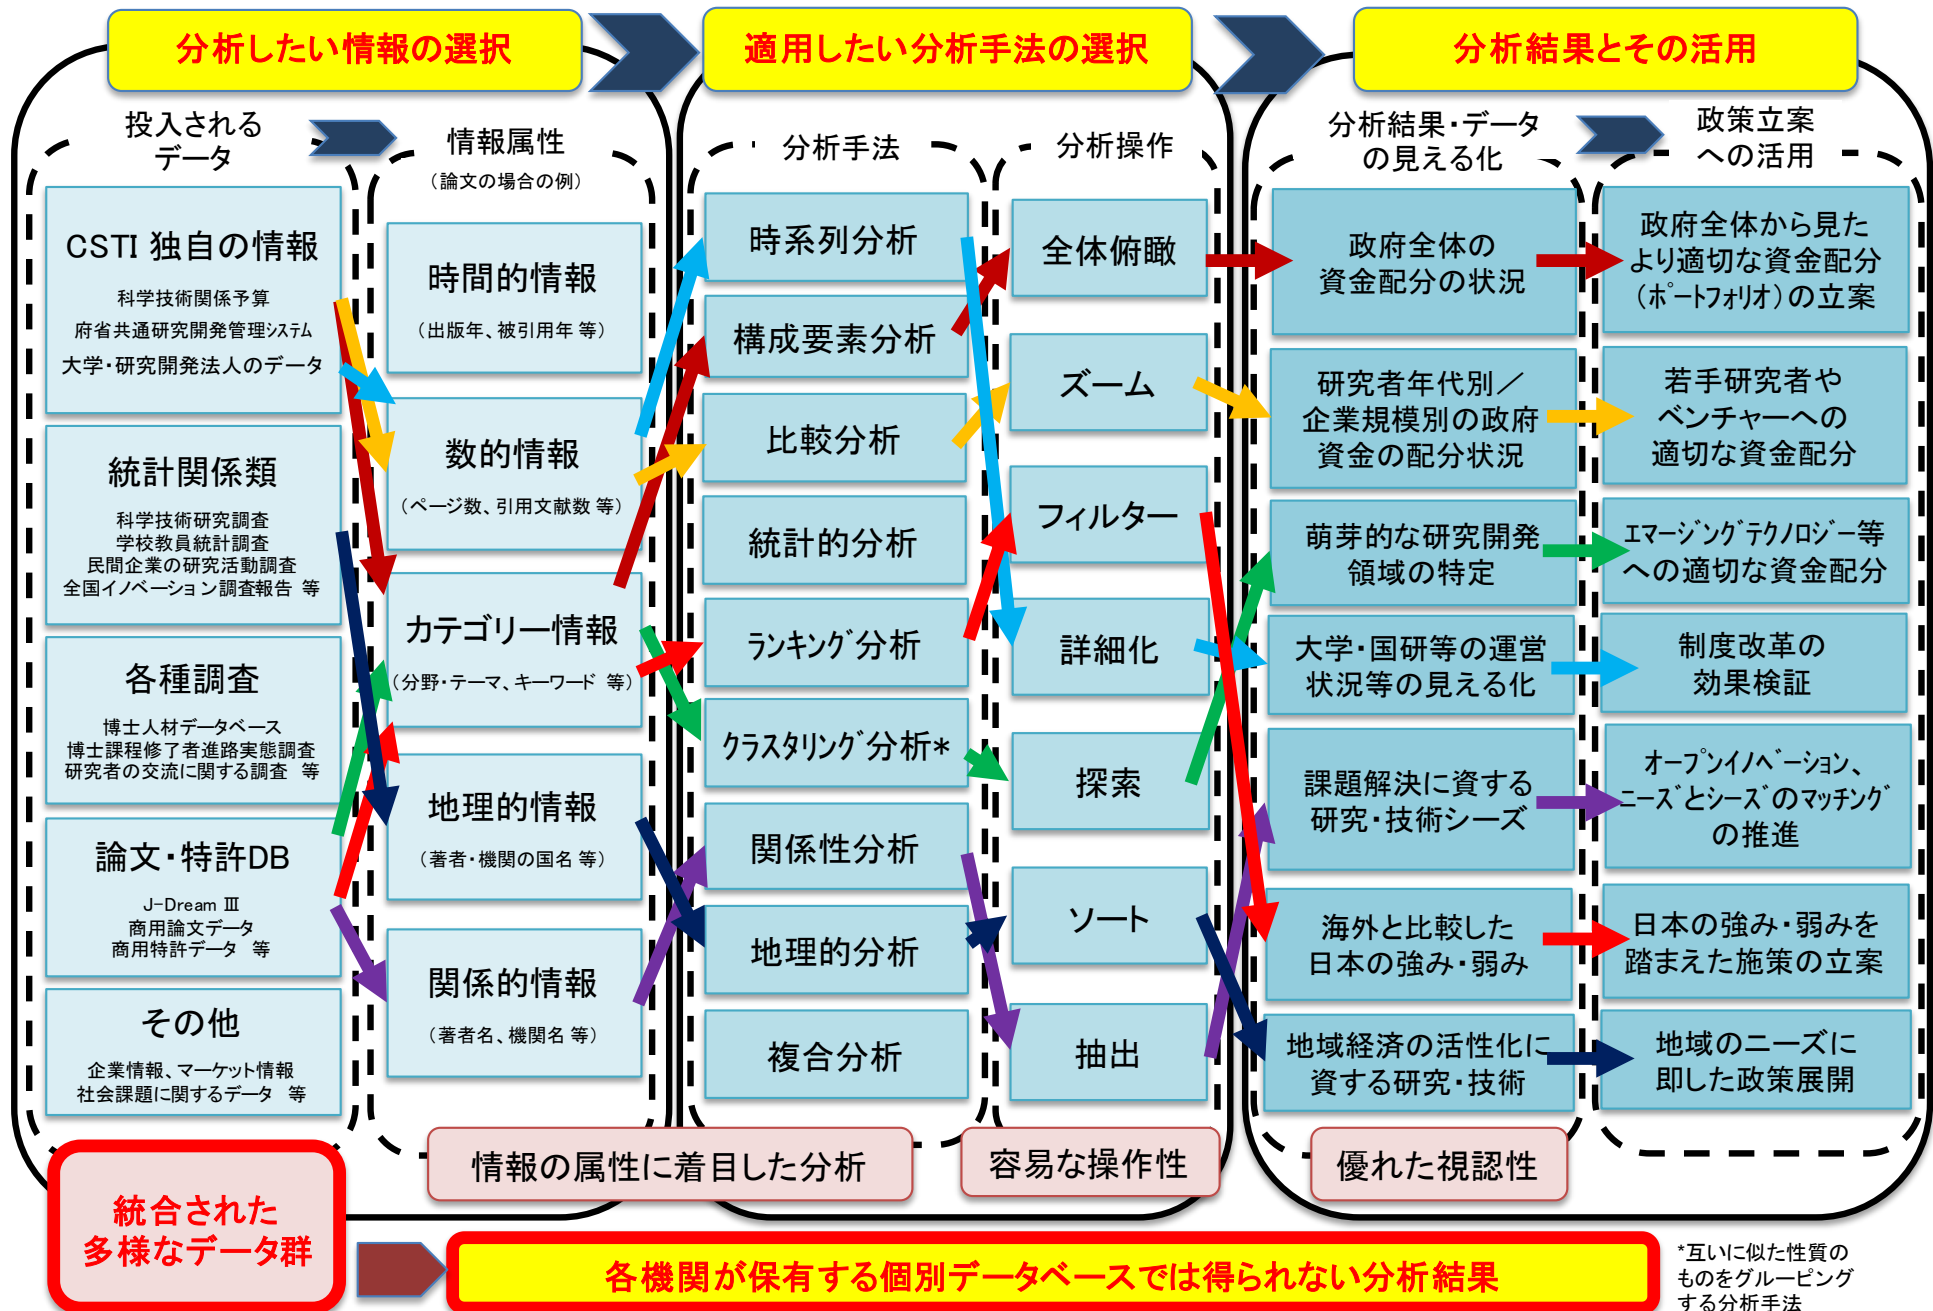 分析したい情報の選択
適用したい分析手法の選択
分析結果とその活用
投入される
データ
情報属性
（論文の場合の例）
CSTI 独自の情報
科学技術関係予算
府省共通研究開発管理システム
大学・研究開発法人のデータ
統計関係類
科学技術研究調査
学校教員統計調査
民間企業の研究活動調査
全国イノベーション調査報告 等
各種調査
博士人材データベース
博士課程修了者進路実態調査
研究者の交流に関する調査 等
論文・特許DB
J-Dream Ⅲ
商用論文データ
商用特許データ 等
その他
企業情報、マーケット情報
社会課題に関するデータ 等
時間的情報
（出版年、被引用年 等）
数的情報
（ページ数、引用文献数 等）
カテゴリー情報
（分野・テーマ、キーワード 等）
地理的情報
（著者・機関の国名 等）
関係的情報
（著者名、機関名 等）
分析手法
時系列分析
構成要素分析
比較分析
統計的分析
ランキング分析
クラスタリング分析*
関係性分析
地理的分析
複合分析
分析操作
全体俯瞰
ズーム
フィルター
詳細化
探索
ソート
抽出
分析結果・データ
の見える化
政府全体の
資金配分の状況
研究者年代別／
企業規模別の政府
資金の配分状況
萌芽的な研究開発
領域の特定
大学・国研等の運営
状況等の見える化
課題解決に資する
研究・技術シーズ
海外と比較した
日本の強み・弱み
地域経済の活性化に
資する研究・技術
政策立案
への活用
政府全体から見た
より適切な資金配分
（ポートフォリオ）の立案
若手研究者や
ベンチャーへの
適切な資金配分
エマージングテクノロジー等
への適切な資金配分
制度改革の
効果検証
オープンイノベーション、
ニーズとシーズのマッチング
の推進
日本の強み・弱みを
踏まえた施策の立案
地域のニーズに
即した政策展開
情報の属性に着目した分析
容易な操作性
優れた視認性
統合された
多様なデータ群
各機関が保有する個別データベースでは得られない分析結果
*互いに似た性質の
ものをグルーピング
する分析手法